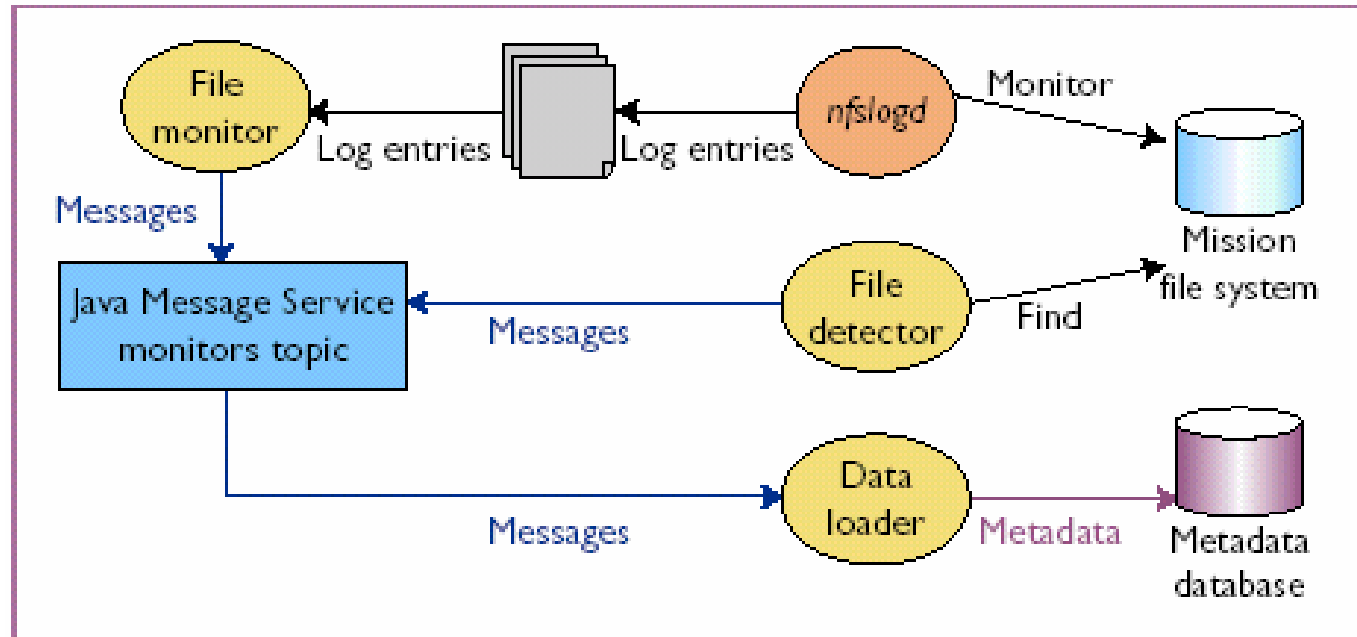 File
monitor
Log entries
Log entries
nfslogd
Monitor
Mission
file system
Messages
Java Message Service
monitors topic
Messages
File
detector
Find
Messages
Data
loader
Metadata
Metadata
database